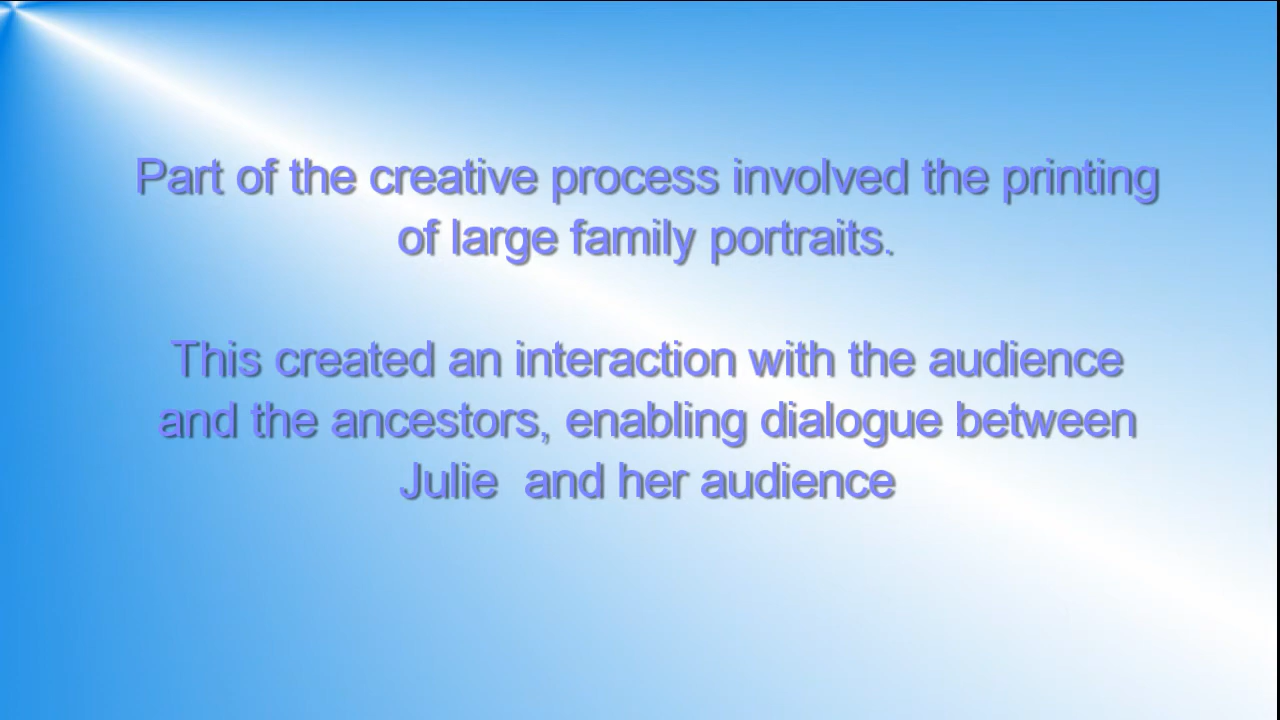 Part of the creative process involved the printing
of large family portraits.
This created an interaction with the audience
and the ancestors, enabling dialogue between
Julie  and her audience